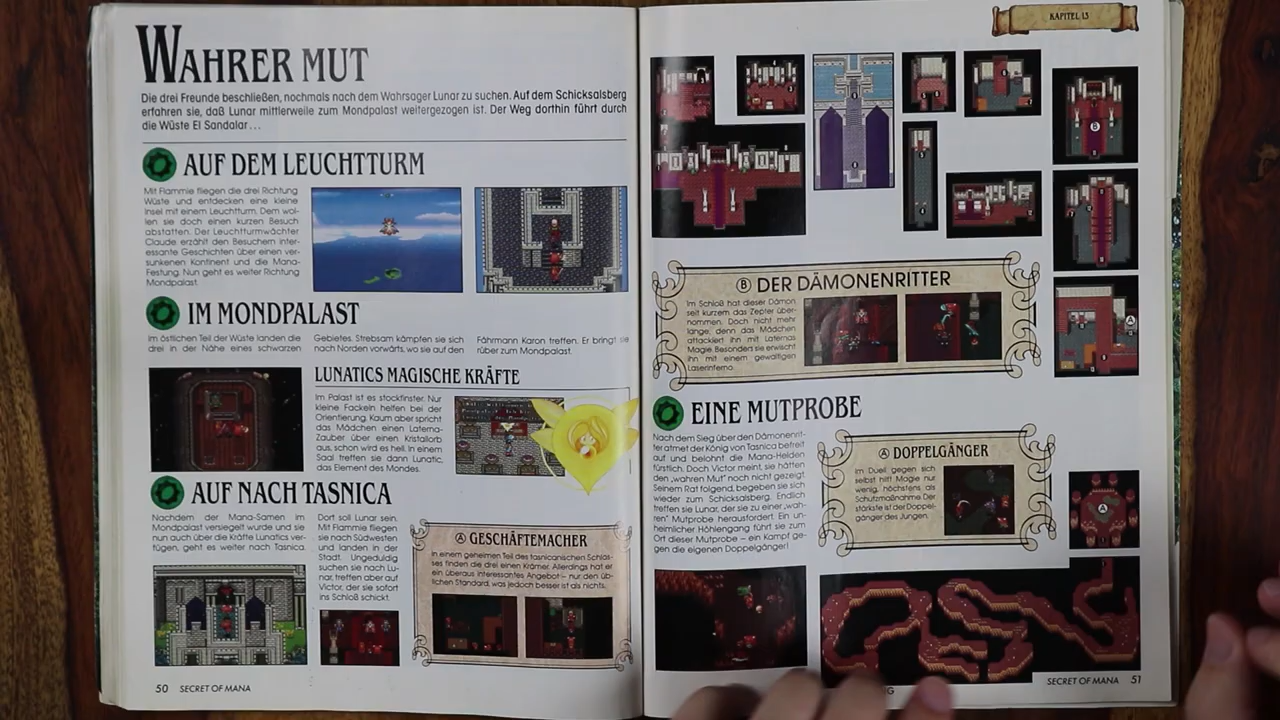 WAHRER MUT
Die drei Freunde beschließen, nochmals nach dem Wahrsager Lunar zu suchen. Auf dem Schicksalsberg
erfahren sie, daß Lunar mittlerweile zum Mondpalast weitergezogen ist. Der Weg dorthin führt durch
die Wüste El Sandalar...
AUF DEM LEUCHTTURM
Mit Flammie fliegen die drei Richtung
Wüste und entdecken eine kleine
Insel mit einem Leuchtturm. Dem wol-
len sie doch einen kurzen Besuch
abstatten. Der Leuchtturmwächter
Claude erzählt den Besuchern inter-
essante Geschichten über einen ver-
sunkenen Kontinent und die Mana-
Festung. Nun geht es weiter Richtung
Mondpalast.
IM MONDPALAST
Im östlichen Teil der Wüste landen die
drei in der Nähe eines schwarzen
Gebietes. Strebsam kämpfen sie sich
nach Norden vorwärts, wo sie auf den
Fährmann Karon treffen. Er bringt sie
rüber zum Mondpalast.
LUNATICS MAGISCHE KRÄFTE
Im Palast ist es stockfinster. Nur
kleine Fackeln helfen bei der
Orientierung. Kaum aber spricht
das Mädchen einen Laterna-
Zauber über einen Kristallorb
aus, schon wird es hell. In einem
Saal treffen sie dann Lunatic,
das Element des Mondes.
AUF NACH TASNICA
Nachdem der Mana-Samen im
Mondpalast versiegelt wurde und sie
nun auch über die Kräfte Lunatics ver-
fügen, geht es weiter nach Tasnica.
Dort soll Lunar sein.
Mit Flammie fliegen
sie nach Südwesten
und landen in der
Stadt. Ungeduldig
suchen sie nach Lu-
nar, treffen aber auf
Victor, der sie sofort
ins Schloß schickt.
A GESCHÄFTEMACHER
In einem geheimen Teil des tasnicanischen Schlos-
ses finden die drei einen Krämer. Allerdings hat er
ein überaus interessantes Angebot – nur den üb-
lichen Standard, was jedoch besser ist als nichts.
50 SECRET OF MANA
KAPITEL 13
B
A
B DER DÄMONENRITTER
Im Schloß hat dieser Dämon
seit kurzem das Zepter über-
nommen. Doch nicht mehr
lange, denn das Mädchen
attackiert ihn mit Laternas
Magie. Besonders sie erwischt
ihn mit einem gewaltigen
Laserinferno.
EINE MUTPROBE
Nach dem Sieg über den Dämonenrit-
ter atmet der König von Tasnica befreit
auf und belohnt die Mana-Helden
fürstlich. Doch Victor meint, sie hätten
den „wahren Mut" noch nicht gezeigt.
Seinem Rat folgend, begeben sie sich
wieder zum Schicksalsberg. Endlich
treffen sie Lunar, der sie zu einer „wah-
ren" Mutprobe herausfordert. Ein un-
heimlicher Höhlengang führt sie zum
Ort dieser Mutprobe – ein Kampf ge-
gen die eigenen Doppelgänger!
A DOPPELGÄNGER
Im Duell gegen sich
selbst hilft Magie nur
wenig, höchstens als
Schutzmaßnahme. Der
stärkste ist der Doppel-
gänger des Jungen.
A
SECRET OF MANA 51